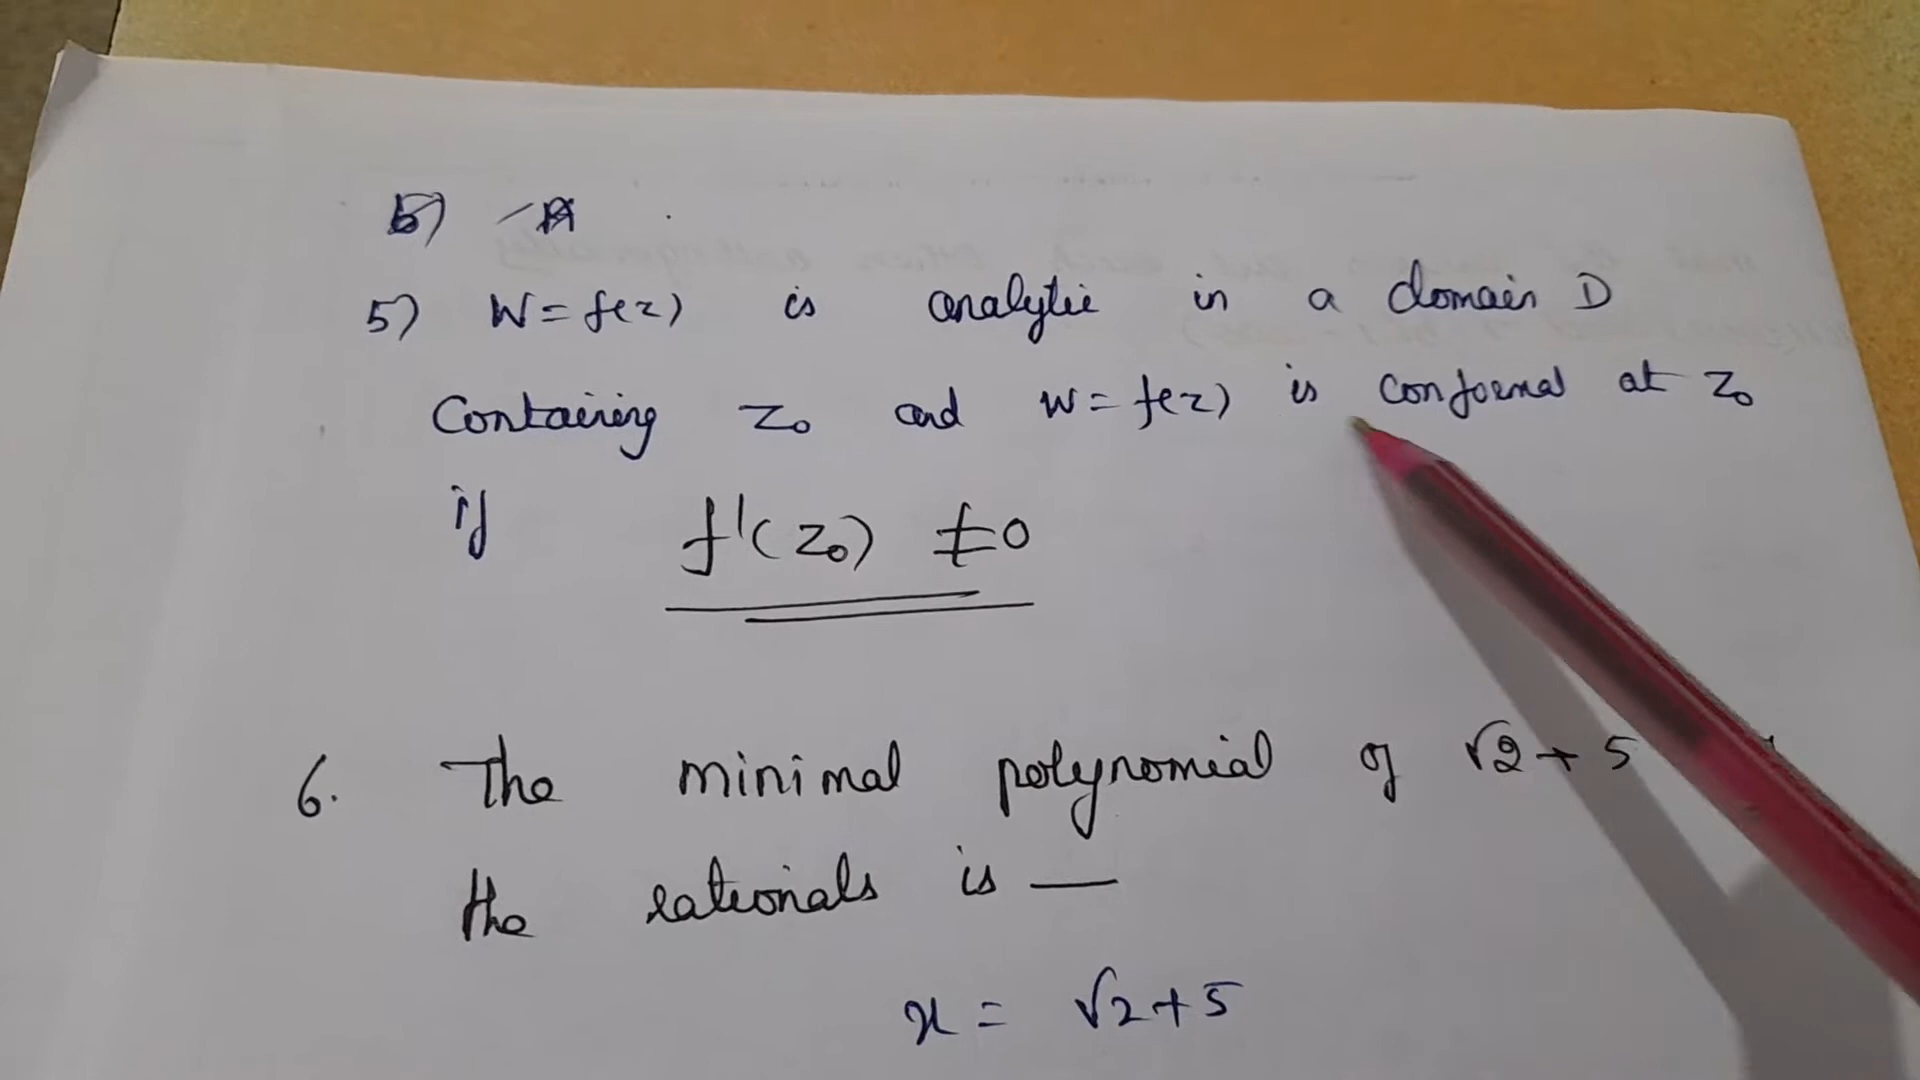 5) W = f(z) is analytic in a domain D
Containing z₀ and w = f(z) is conformal at z₀
if f'(z₀) ≠ 0
6. The minimal polynomial of √2 + 5
the rationals is —
x = √2 + 5